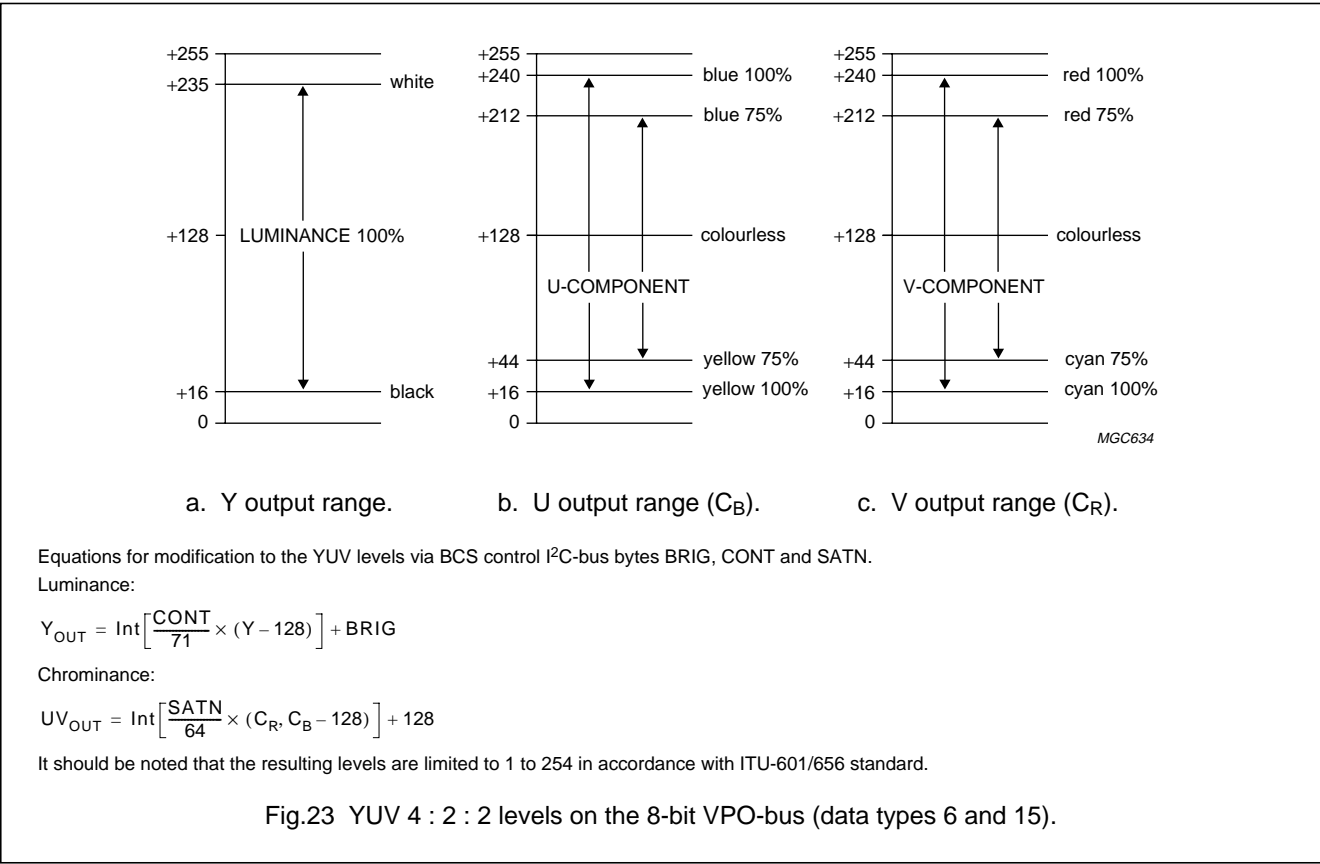 +255
+235
white
+128
LUMINANCE 100%
+16
black
0
+255
+240
blue 100%
+212
blue 75%
+128
colourless
U-COMPONENT
+44
yellow 75%
+16
yellow 100%
0
+255
+240
red 100%
+212
red 75%
+128
colourless
V-COMPONENT
+44
cyan 75%
+16
cyan 100%
0
MGC634
a. Y output range.
b. U output range (C_B).
c. V output range (C_R).
Equations for modification to the YUV levels via BCS control I²C-bus bytes BRIG, CONT and SATN.
Luminance:
Y_OUT = Int[CONT/71 × (Y – 128)] + BRIG
Chrominance:
UV_OUT = Int[SATN/64 × (C_R, C_B – 128)] + 128
It should be noted that the resulting levels are limited to 1 to 254 in accordance with ITU-601/656 standard.
Fig.23 YUV 4 : 2 : 2 levels on the 8-bit VPO-bus (data types 6 and 15).